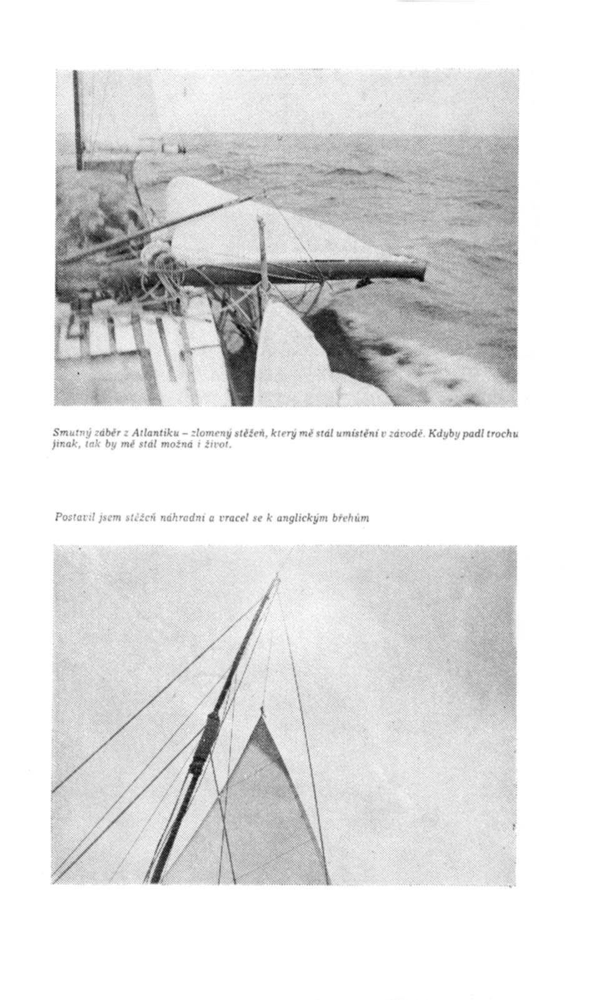 Smutný záběr z Atlantiku – zlomený stěžeň, který mě stál umístění v závodě. Kdyby padl trochu
jinak, tak by mě stál možná i život.
Postavil jsem stěžeň náhradní a vracel se k anglickým břehům